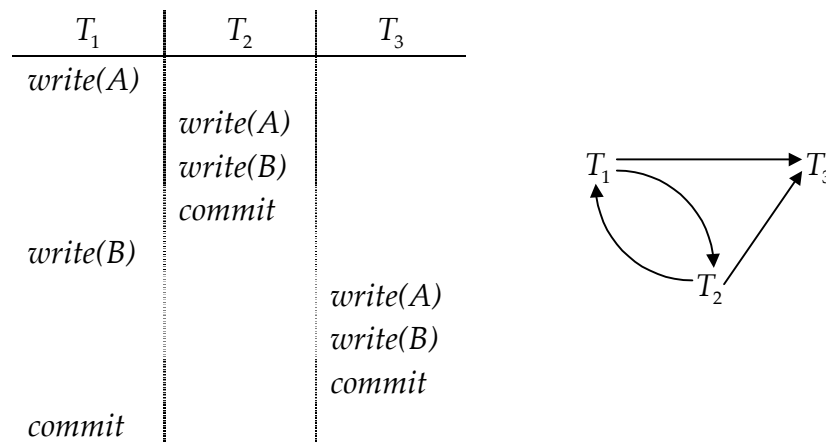 T₁ T₂ T₃
write(A)
write(A)
write(B)
commit
write(B)
write(A)
write(B)
commit
commit
T₁ T₃
T₂